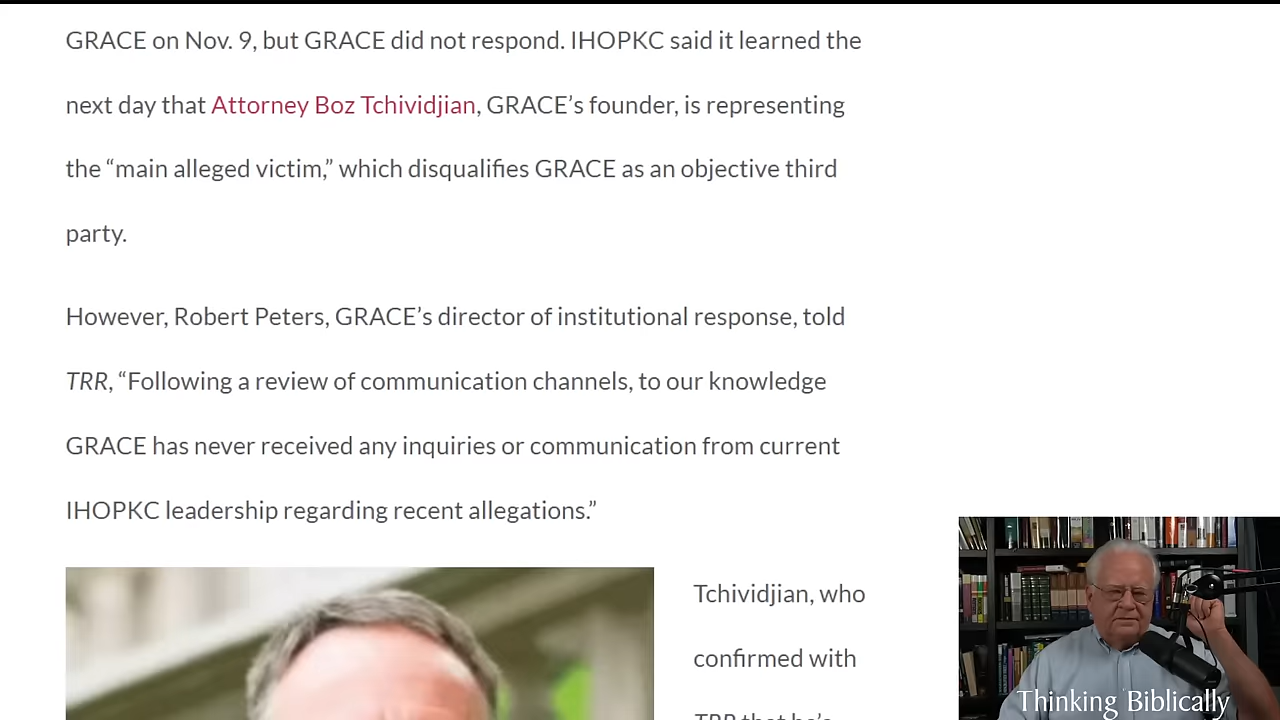 GRACE on Nov. 9, but GRACE did not respond. IHOPKC said it learned the
next day that Attorney Boz Tchividjian, GRACE’s founder, is representing
the “main alleged victim,” which disqualifies GRACE as an objective third
party.
However, Robert Peters, GRACE’s director of institutional response, told
TRR, “Following a review of communication channels, to our knowledge
GRACE has never received any inquiries or communication from current
IHOPKC leadership regarding recent allegations.”
Tchividjian, who
confirmed with
TRR that he’s
Thinking Biblically